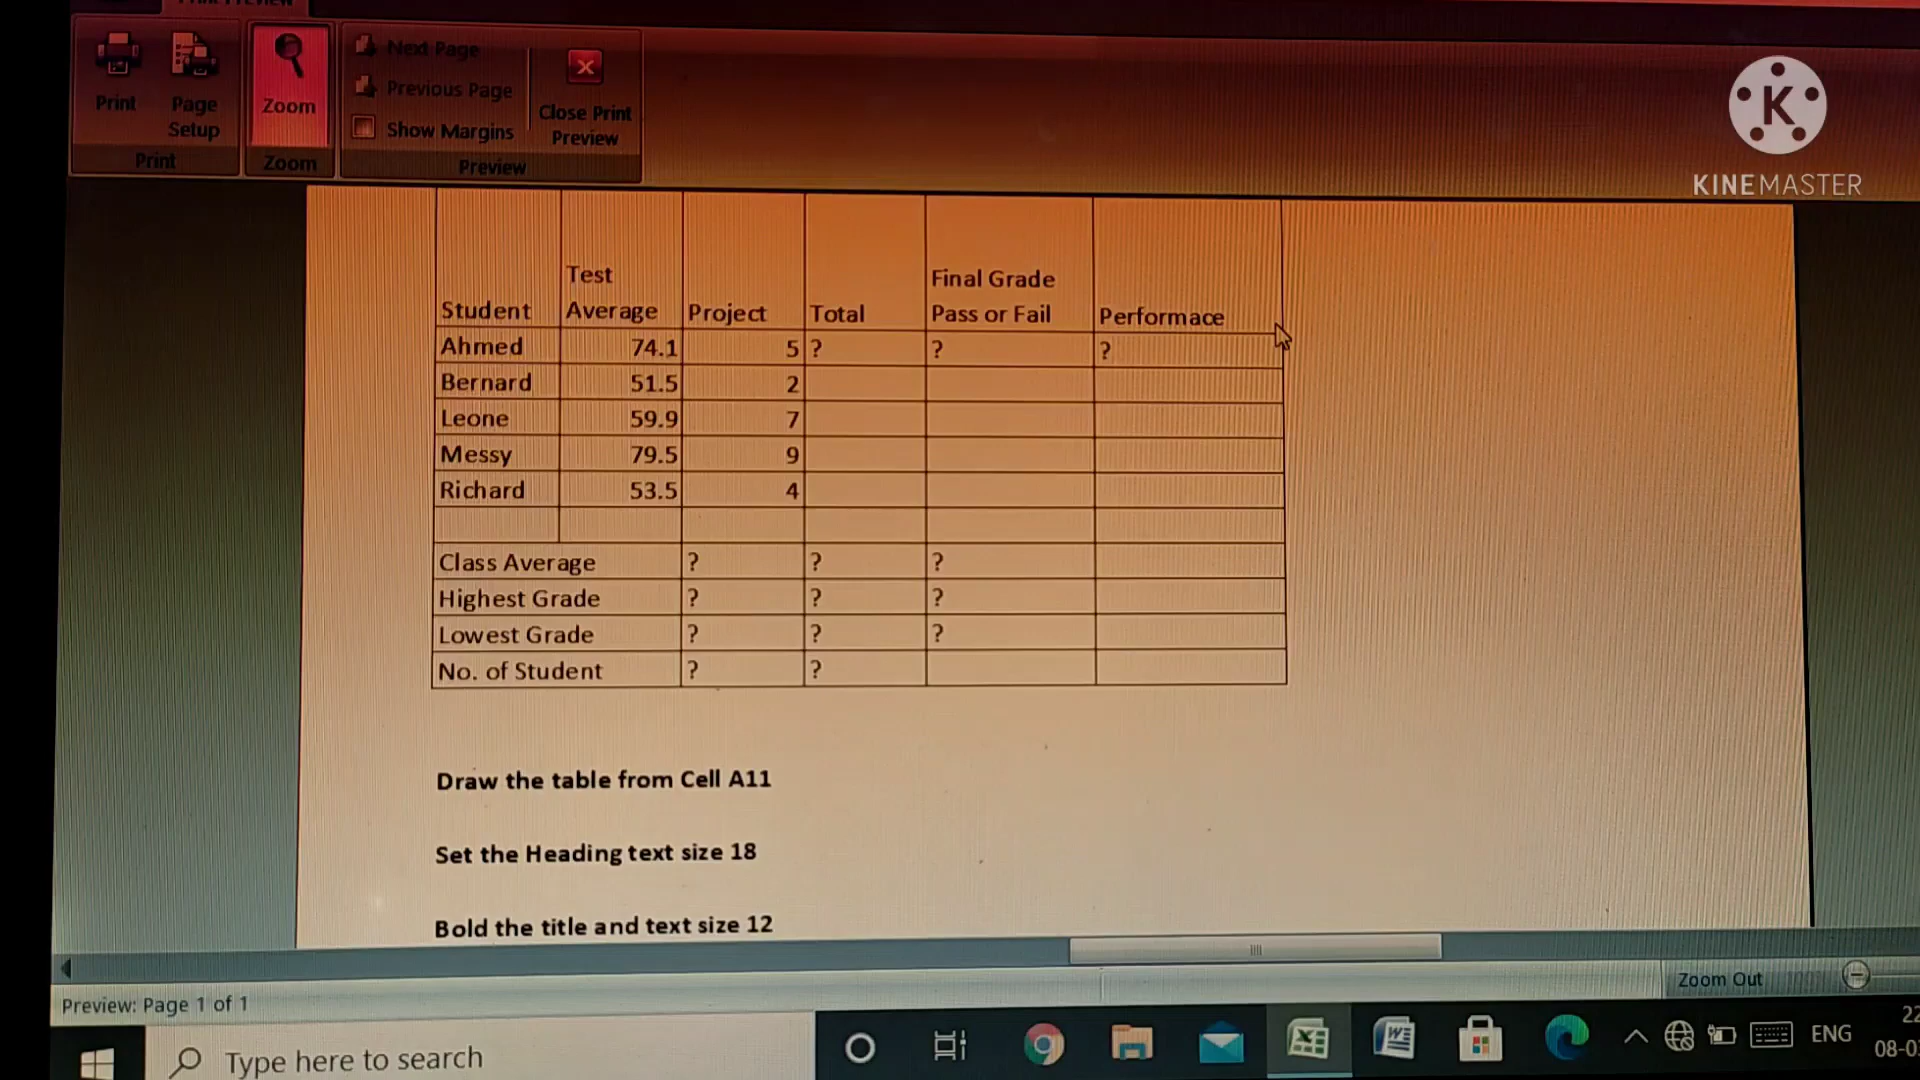 Print
Page Setup
Zoom
Next Page
Previous Page
Show Margins
Close Print Preview
Print
Zoom
Preview
KINEMASTER
Student Test Average Project Total Final Grade Pass or Fail Performace
Ahmed 74.1 5 ? ? ?
Bernard 51.5 2
Leone 59.9 7
Messy 79.5 9
Richard 53.5 4
Class Average ? ? ?
Highest Grade ? ? ?
Lowest Grade ? ? ?
No. of Student ? ?
Draw the table from Cell A11
Set the Heading text size 18
Bold the title and text size 12
Zoom Out
Preview: Page 1 of 1
Type here to search
ENG
22
08-0